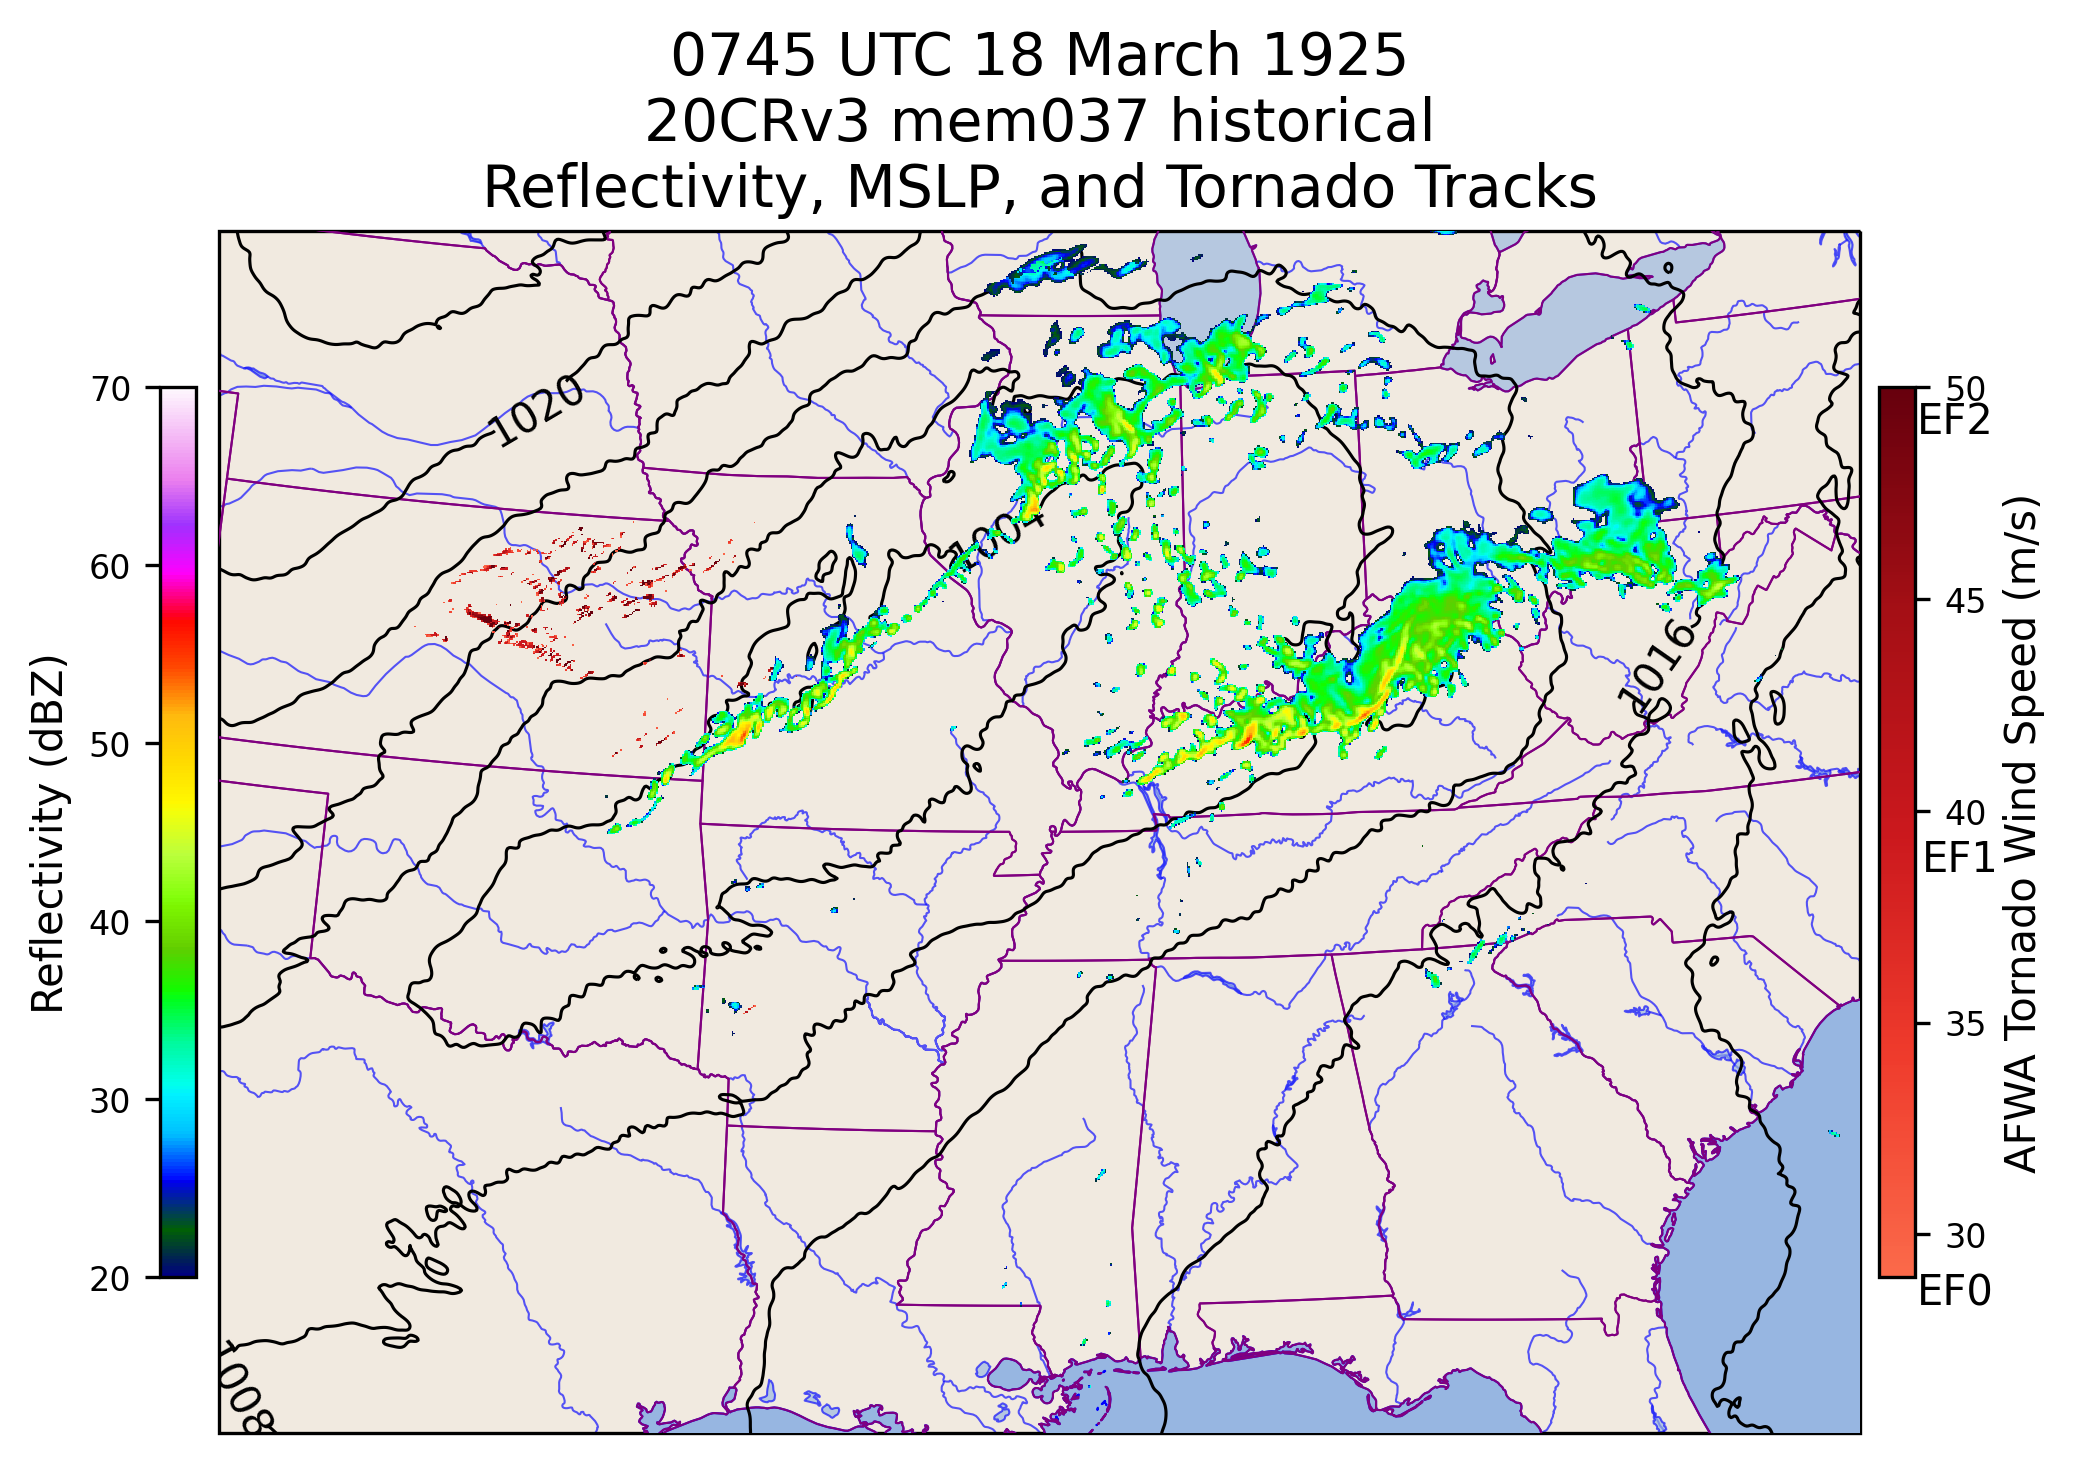 0745 UTC 18 March 1925
20CRv3 mem037 historical
Reflectivity, MSLP, and Tornado Tracks
Reflectivity (dBZ)
70
60
50
40
30
20
1020
1004
1016
1008
50
EF2
45
40
EF1
35
30
EF0
AFWA Tornado Wind Speed (m/s)